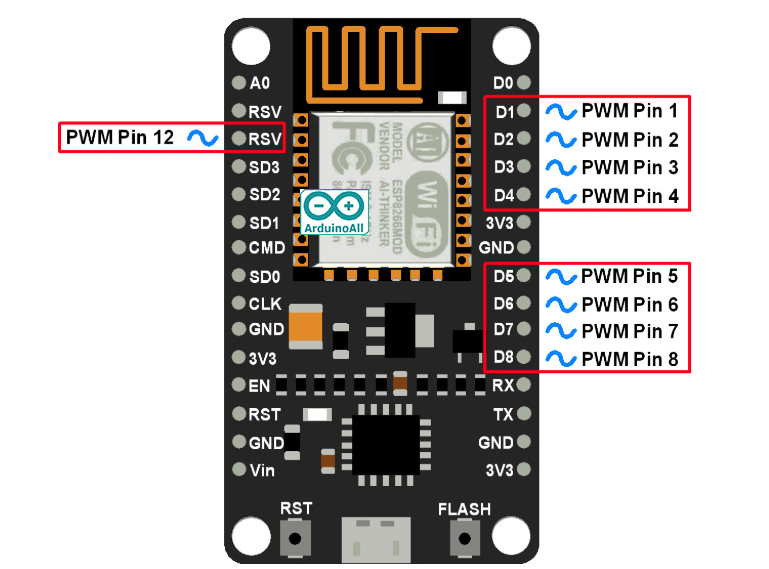 A0
RSV
PWM Pin 12
RSV
SD3
SD2
SD1
CMD
SD0
CLK
GND
3V3
EN
RST
GND
Vin
MODEL
VENDOR
ESP8266MOD
AI-THINKER
FC
AI
WiFi
ArduinoAll
D0
D1 PWM Pin 1
D2 PWM Pin 2
D3 PWM Pin 3
D4 PWM Pin 4
3V3
GND
D5 PWM Pin 5
D6 PWM Pin 6
D7 PWM Pin 7
D8 PWM Pin 8
RX
TX
GND
3V3
RST
FLASH